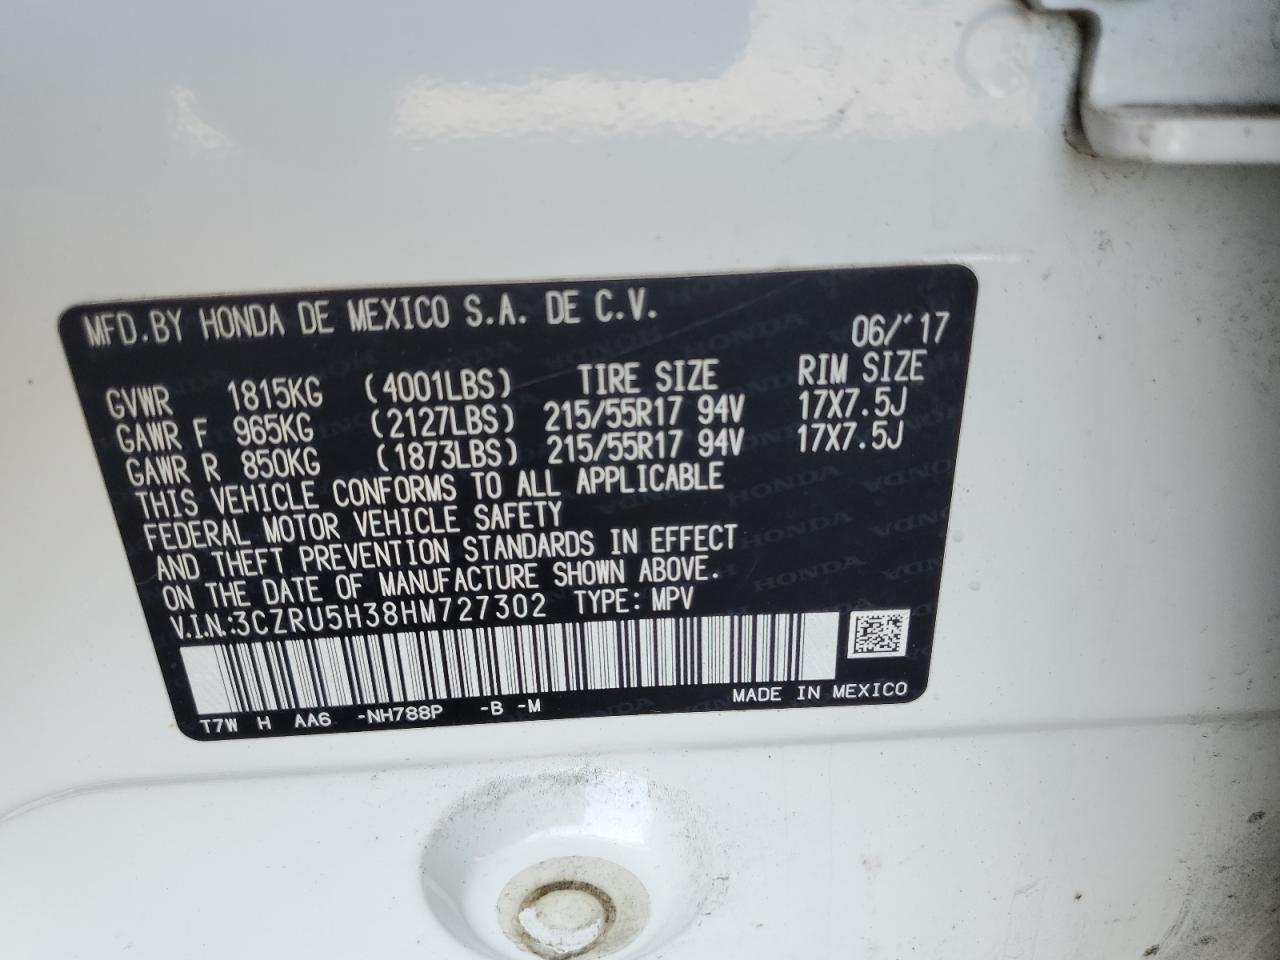 MFD.BY HONDA DE MEXICO S.A. DE C.V.
06/'17
GVWR 1815KG (4001LBS) TIRE SIZE RIM SIZE
GAWR F 965KG (2127LBS) 215/55R17 94V 17X7.5J
GAWR R 850KG (1873LBS) 215/55R17 94V 17X7.5J
THIS VEHICLE CONFORMS TO ALL APPLICABLE
FEDERAL MOTOR VEHICLE SAFETY
AND THEFT PREVENTION STANDARDS IN EFFECT
ON THE DATE OF MANUFACTURE SHOWN ABOVE.
V.I.N.:3CZRU5H38HM727302 TYPE: MPV
T7W H AA6 -NH788P -B -M MADE IN MEXICO